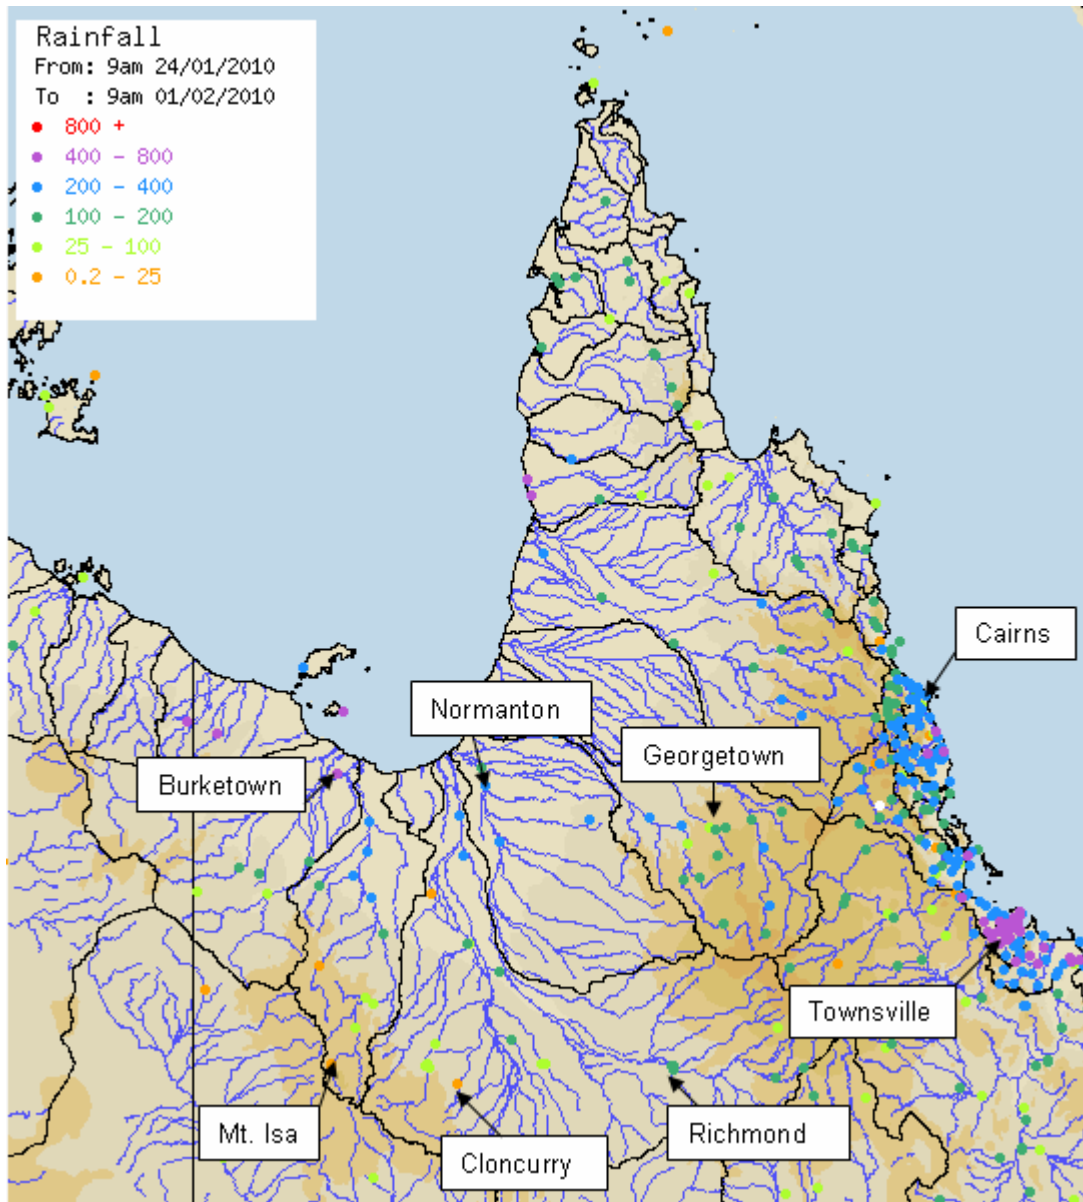 Rainfall
From: 9am 24/01/2010
To : 9am 01/02/2010
800 +
400 - 800
200 - 400
100 - 200
25 - 100
0.2 - 25
Cairns
Normanton
Georgetown
Burketown
Townsville
Mt. Isa
Richmond
Cloncurry